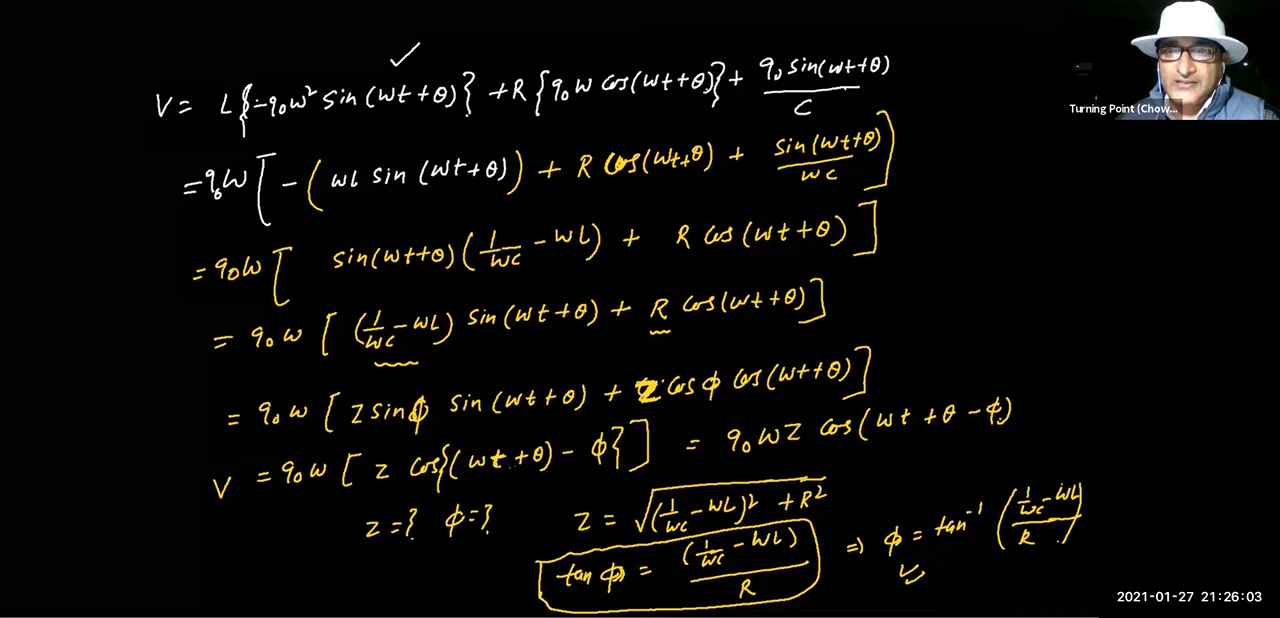 V = L{-q₀ω² sin(ωt+θ)} + R{q₀ω cos(ωt+θ)} + q₀ sin(ωt+θ)/C
= q₀ω[-(ωL sin(ωt+θ)) + R cos(ωt+θ) + sin(ωt+θ)/ωC]
= q₀ω[sin(ωt+θ)(1/ωC - ωL) + R cos(ωt+θ)]
= q₀ω[(1/ωC - ωL) sin(ωt+θ) + R cos(ωt+θ)]
= q₀ω[Z sinϕ sin(ωt+θ) + Z cosϕ cos(ωt+θ)]
V = q₀ω[Z cos{(ωt+θ) - ϕ}] = q₀ωZ cos(ωt+θ-ϕ)
Z=? ϕ=? Z = √((1/ωC - ωL)² + R²)
tanϕ = (1/ωC - ωL)/R ⇒ ϕ = tan⁻¹((1/ωC - ωL)/R)
Turning Point (Chow...
2021-01-27 21:26:03